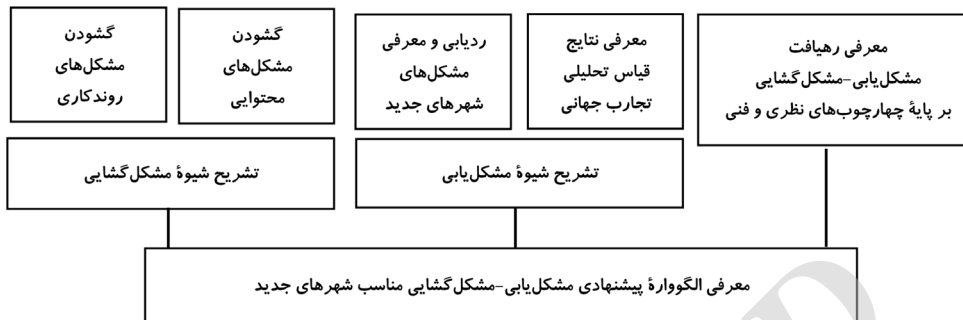 معرفی رهیافت
مشکل‌یابی-مشکل‌گشایی
بر پایهٔ چهارچوب‌های نظری و فنی
معرفی نتایج
قیاس تحلیلی
تجارب جهانی
ردیابی و معرفی
مشکل‌های
شهرهای جدید
گشودن
مشکل‌های
محتوایی
گشودن
مشکل‌های
روندکاری
تشریح شیوهٔ مشکل‌یابی
تشریح شیوهٔ مشکل‌گشایی
معرفی الگووارهٔ پیشنهادی مشکل‌یابی-مشکل‌گشایی مناسب شهرهای جدید